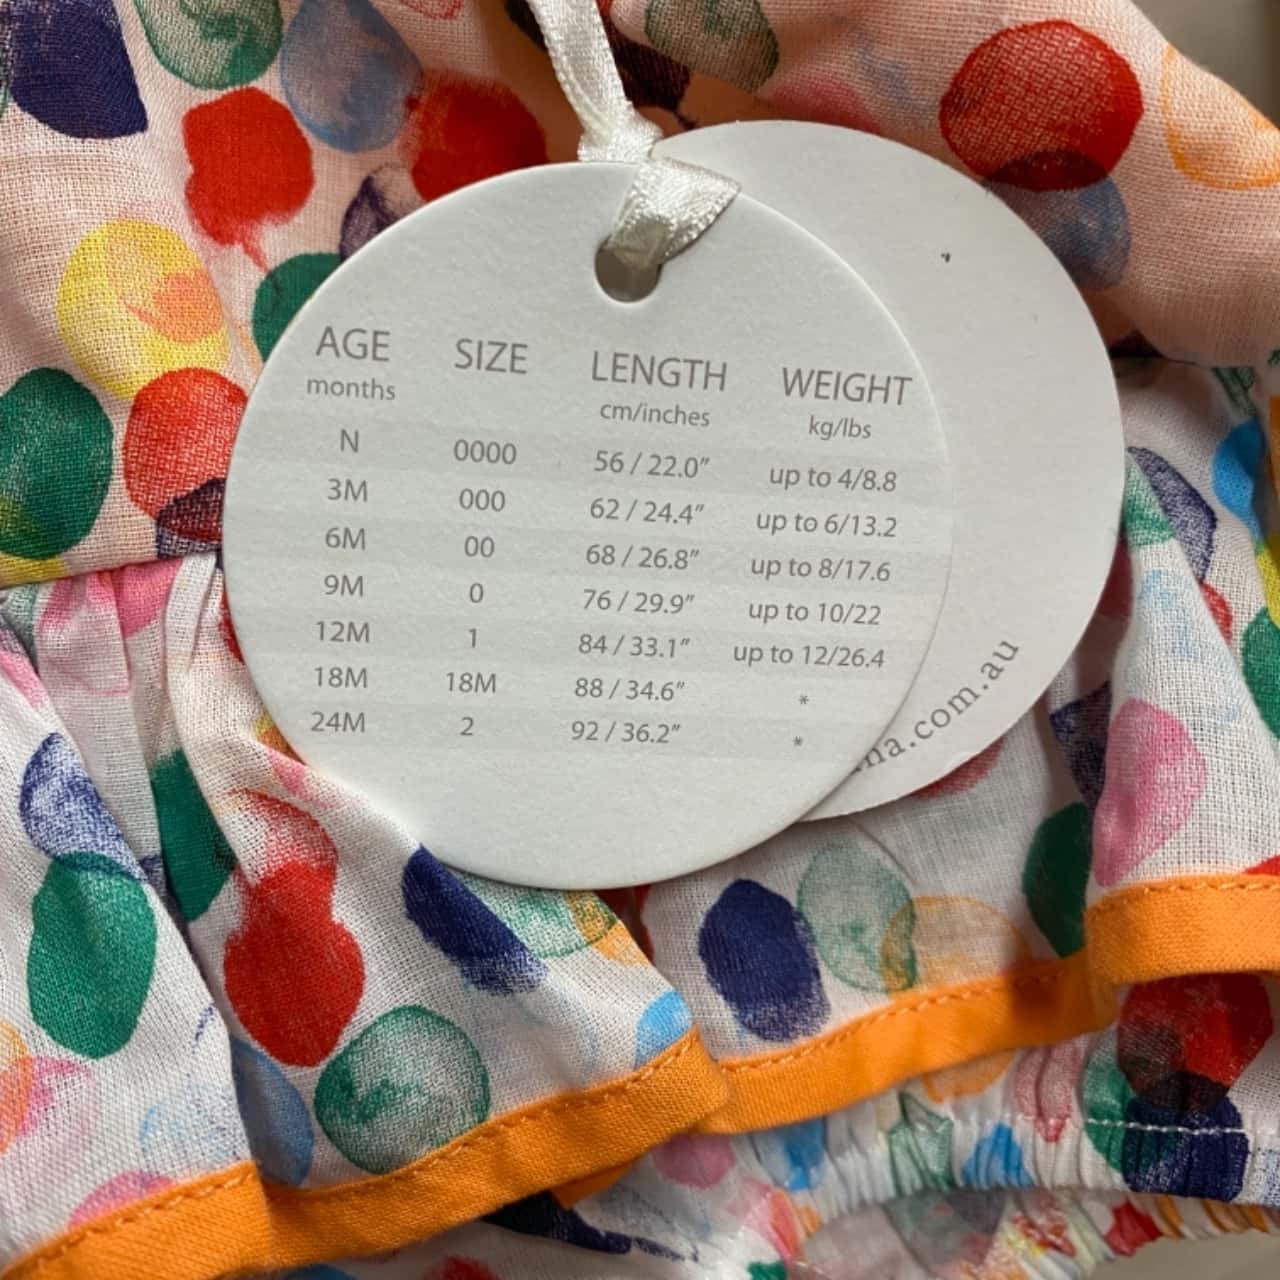 AGE SIZE LENGTH WEIGHT
months cm/inches kg/lbs
N 0000 56 / 22.0" up to 4/8.8
3M 000 62 / 24.4" up to 6/13.2
6M 00 68 / 26.8" up to 8/17.6
9M 0 76 / 29.9" up to 10/22
12M 1 84 / 33.1" up to 12/26.4
18M 18M 88 / 34.6" *
24M 2 92 / 36.2" *
na.com.au